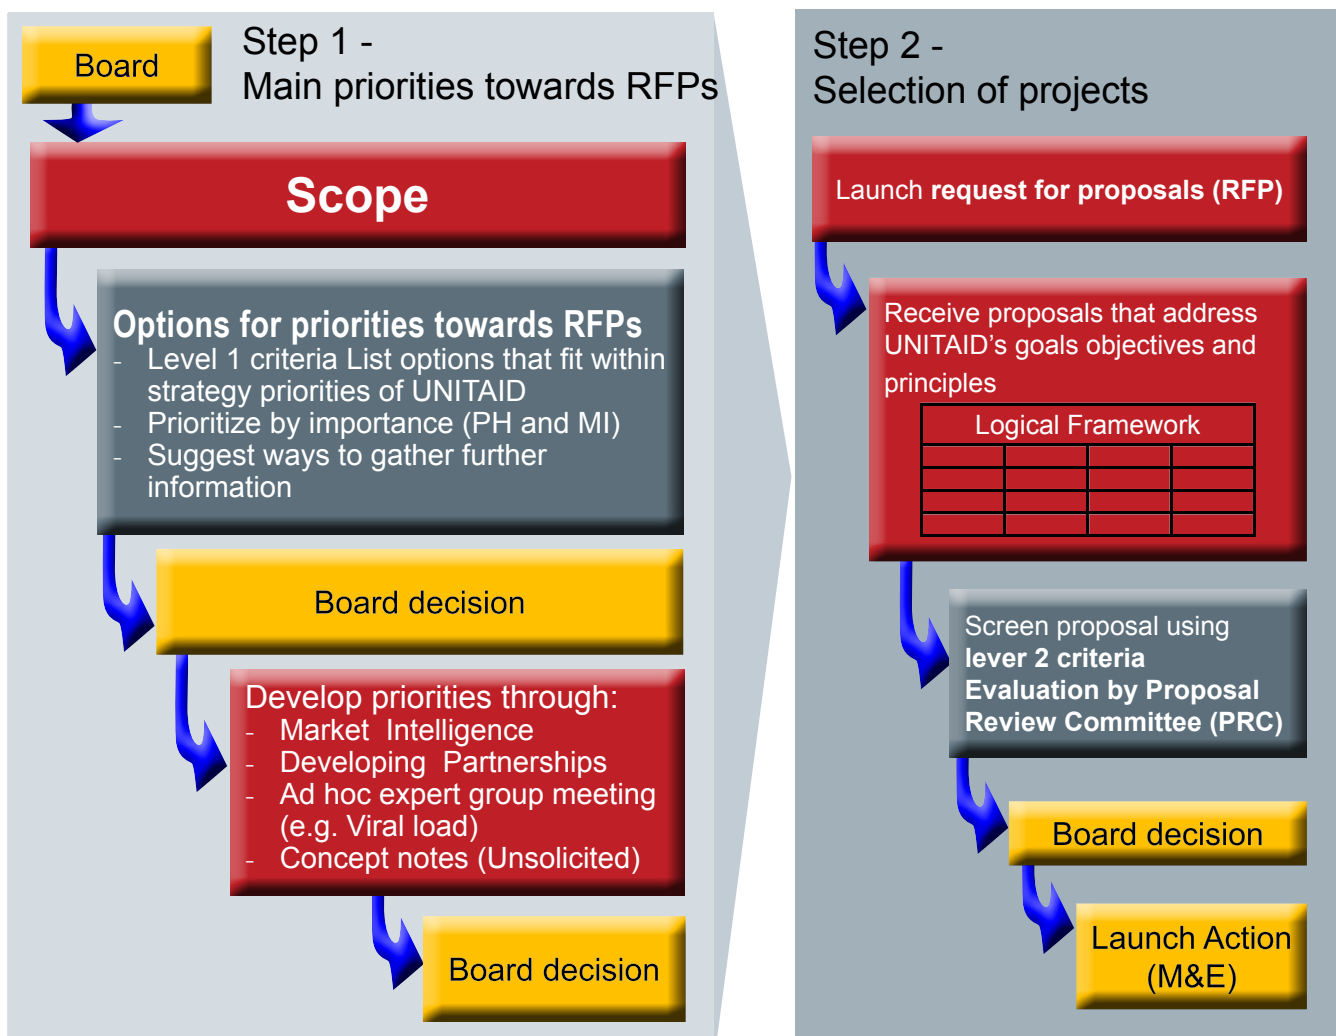 Board
Step 1 -
Main priorities towards RFPs
Scope
Options for priorities towards RFPs
- Level 1 criteria List options that fit within
strategy priorities of UNITAID
- Prioritize by importance (PH and MI)
- Suggest ways to gather further
information
Board decision
Develop priorities through:
- Market Intelligence
- Developing Partnerships
- Ad hoc expert group meeting
(e.g. Viral load)
- Concept notes (Unsolicited)
Board decision
Step 2 -
Selection of projects
Launch request for proposals (RFP)
Receive proposals that address
UNITAID’s goals objectives and
principles
Logical Framework
Screen proposal using
lever 2 criteria
Evaluation by Proposal
Review Committee (PRC)
Board decision
Launch Action
(M&E)